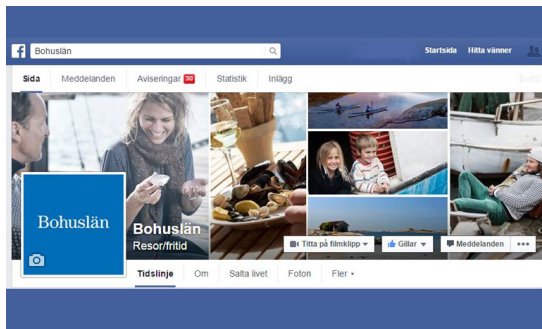 Bohuslän
Startsida Hitta vänner
Sida Meddelanden Aviseringar 30 Statistik Inlägg
Bohuslän
Bohuslän
Resor/fritid
Titta på filmklipp Gillar Meddelanden
Tidslinje Om Salta livet Foton Fler